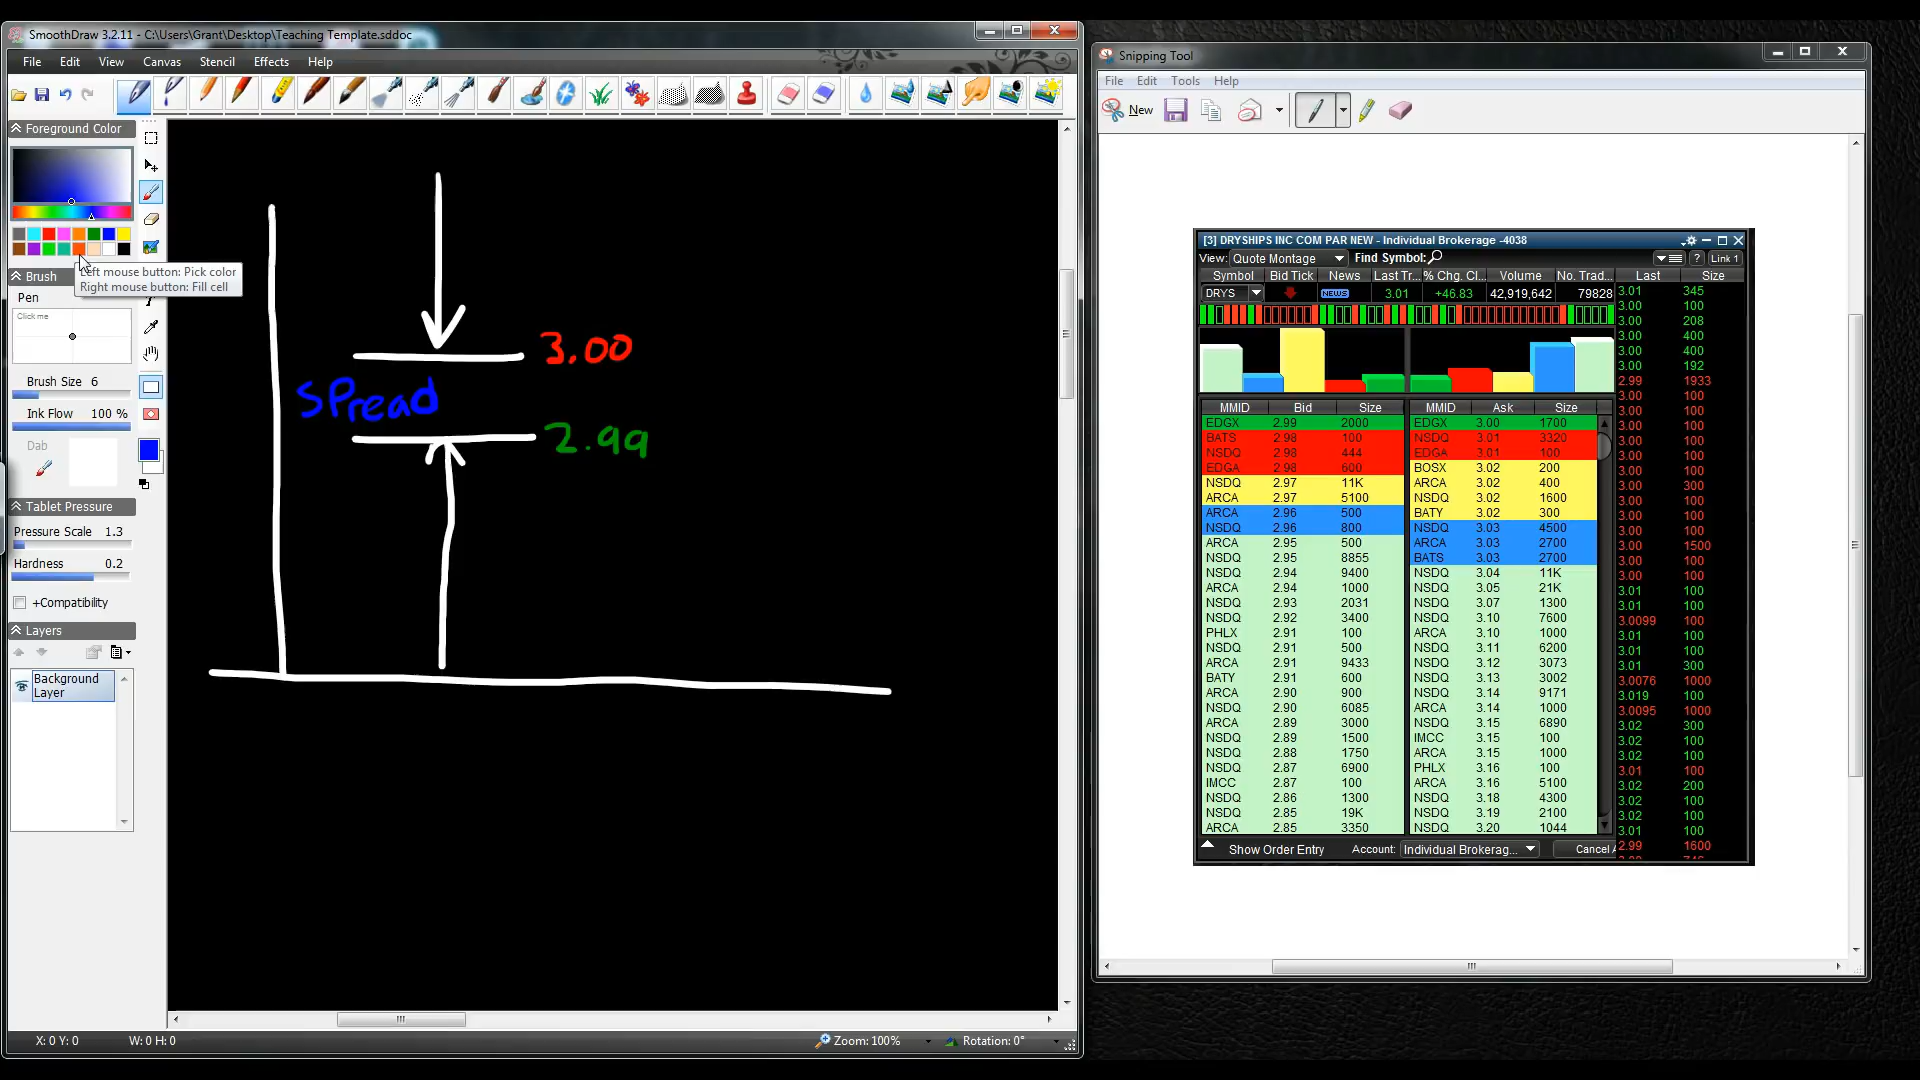 SmoothDraw 3.2.11 - C:\Users\Grant\Desktop\Teaching Template.sddoc
File Edit View Canvas Stencil Effects Help
Foreground Color
Left mouse button: Pick color
Right mouse button: Fill cell
Brush
Pen
Click me
Brush Size 6
Ink Flow 100 %
Dab
Tablet Pressure
Pressure Scale 1.3
Hardness 0.2
+Compatibility
Layers
Background
Layer
3.00
SPread
2.99
X: 0 Y: 0 W: 0 H: 0 Zoom: 100% Rotation: 0°
Snipping Tool
File Edit Tools Help
New
[3] DRYSHIPS INC COM PAR NEW - Individual Brokerage -4038
View: Quote Montage Find Symbol: ? Link 1
Symbol Bid Tick News Last Tr... % Chg. Cl... Volume No. Trad...
DRYS NEWS 3.01 +46.83 42,919,642 79828
MMID Bid Size MMID Ask Size
EDGX 2.99 2000 EDGX 3.00 1700
BATS 2.98 100 NSDQ 3.01 3320
NSDQ 2.98 444 EDGA 3.01 100
EDGA 2.98 600 BOSX 3.02 200
NSDQ 2.97 11K ARCA 3.02 400
ARCA 2.97 5100 NSDQ 3.02 1600
ARCA 2.96 500 BATY 3.02 300
NSDQ 2.96 800 NSDQ 3.03 4500
ARCA 2.95 500 ARCA 3.03 2700
NSDQ 2.95 8855 BATS 3.03 2700
NSDQ 2.94 9400 NSDQ 3.04 11K
ARCA 2.94 1000 NSDQ 3.05 21K
NSDQ 2.93 2031 NSDQ 3.07 1300
NSDQ 2.92 3400 NSDQ 3.10 7600
PHLX 2.91 100 ARCA 3.10 1000
NSDQ 2.91 500 NSDQ 3.11 6200
ARCA 2.91 9433 NSDQ 3.12 3073
BATY 2.91 600 NSDQ 3.13 3002
ARCA 2.90 900 NSDQ 3.14 9171
NSDQ 2.90 6085 ARCA 3.14 1000
ARCA 2.89 3000 NSDQ 3.15 6890
NSDQ 2.89 1500 IMCC 3.15 100
NSDQ 2.88 1750 ARCA 3.15 1000
NSDQ 2.87 6900 PHLX 3.16 100
IMCC 2.87 100 ARCA 3.16 5100
NSDQ 2.86 1300 NSDQ 3.18 4300
NSDQ 2.85 19K NSDQ 3.19 2100
ARCA 2.85 3350 NSDQ 3.20 1044
Last Size
3.01 345
3.00 100
3.00 208
3.00 400
3.00 400
3.00 192
2.99 1933
3.00 100
3.00 100
3.00 100
3.00 100
3.00 100
3.00 100
3.00 300
3.00 100
3.00 100
3.00 100
3.00 1500
3.00 100
3.00 100
3.01 100
3.01 100
3.0099 100
3.01 100
3.01 100
3.01 300
3.0076 1000
3.019 100
3.0095 1000
3.02 300
3.02 100
3.02 100
3.01 100
3.02 200
3.02 100
3.02 100
3.01 100
2.99 1600
Show Order Entry Account: Individual Brokerag... Cancel